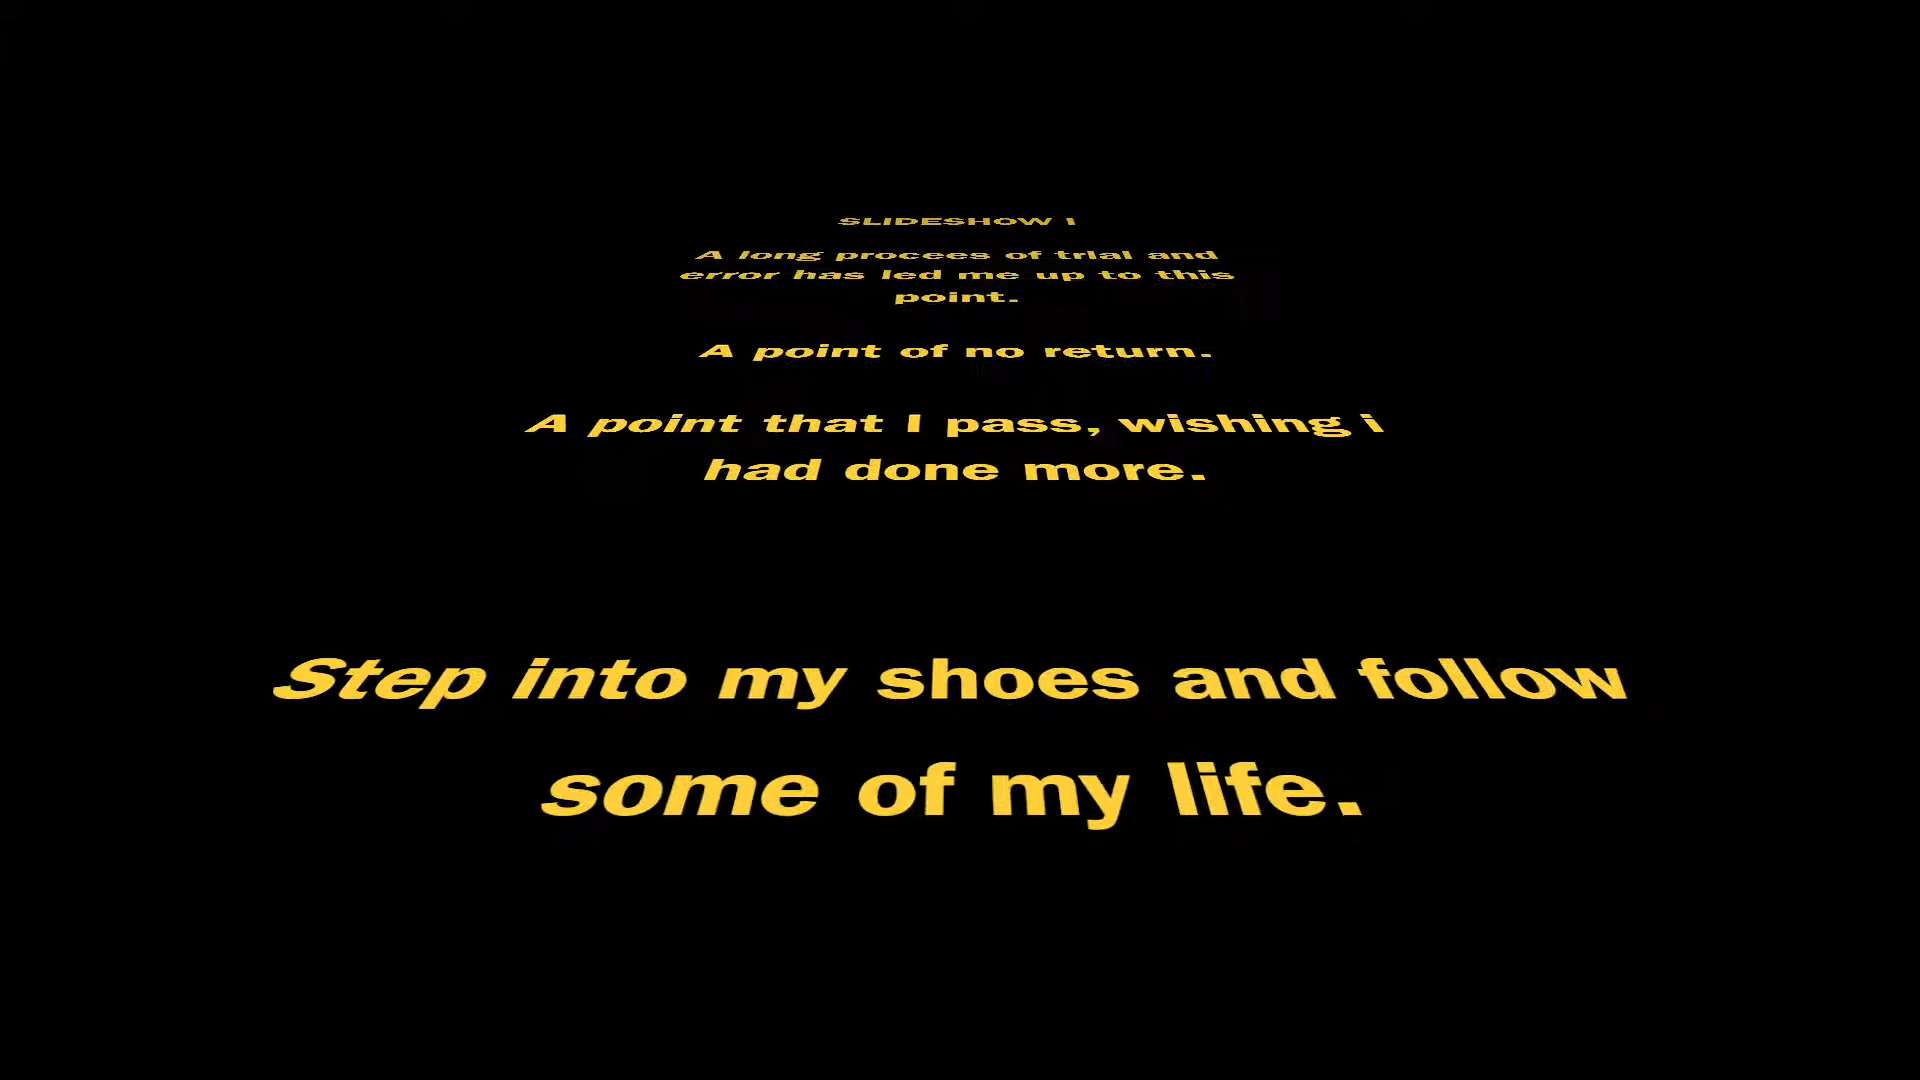 SLIDESHOW I
A long procees of trial and
error has led me up to this
point.
A point of no return.
A point that I pass, wishing i
had done more.
Step into my shoes and follow
some of my life.